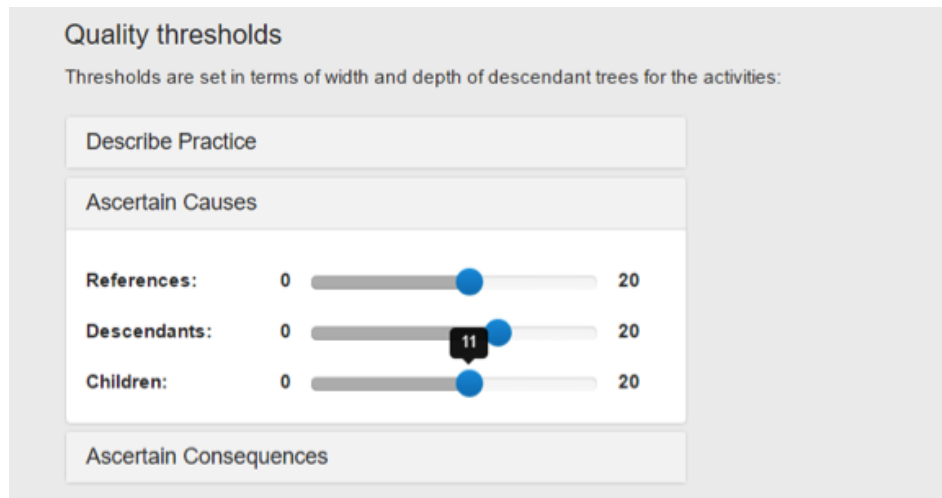 Quality thresholds
Thresholds are set in terms of width and depth of descendant trees for the activities:
Describe Practice
Ascertain Causes
References: 0 20
Descendants: 0 20
11
Children: 0 20
Ascertain Consequences